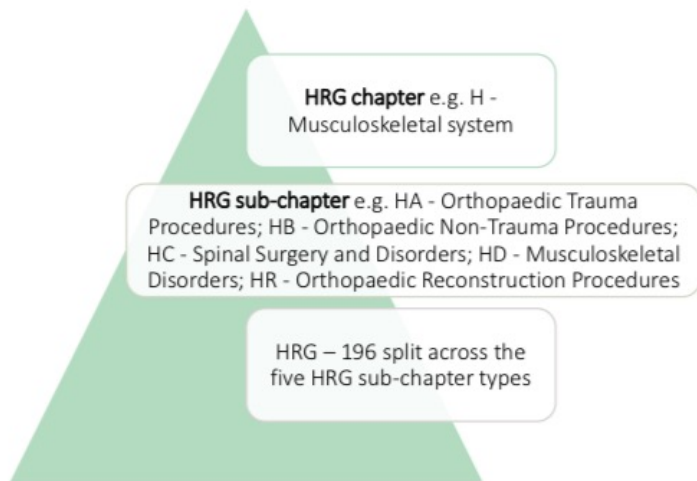 HRG chapter e.g. H -
Musculoskeletal system
HRG sub-chapter e.g. HA - Orthopaedic Trauma
Procedures; HB - Orthopaedic Non-Trauma Procedures;
HC - Spinal Surgery and Disorders; HD - Musculoskeletal
Disorders; HR - Orthopaedic Reconstruction Procedures
HRG – 196 split across the
five HRG sub-chapter types